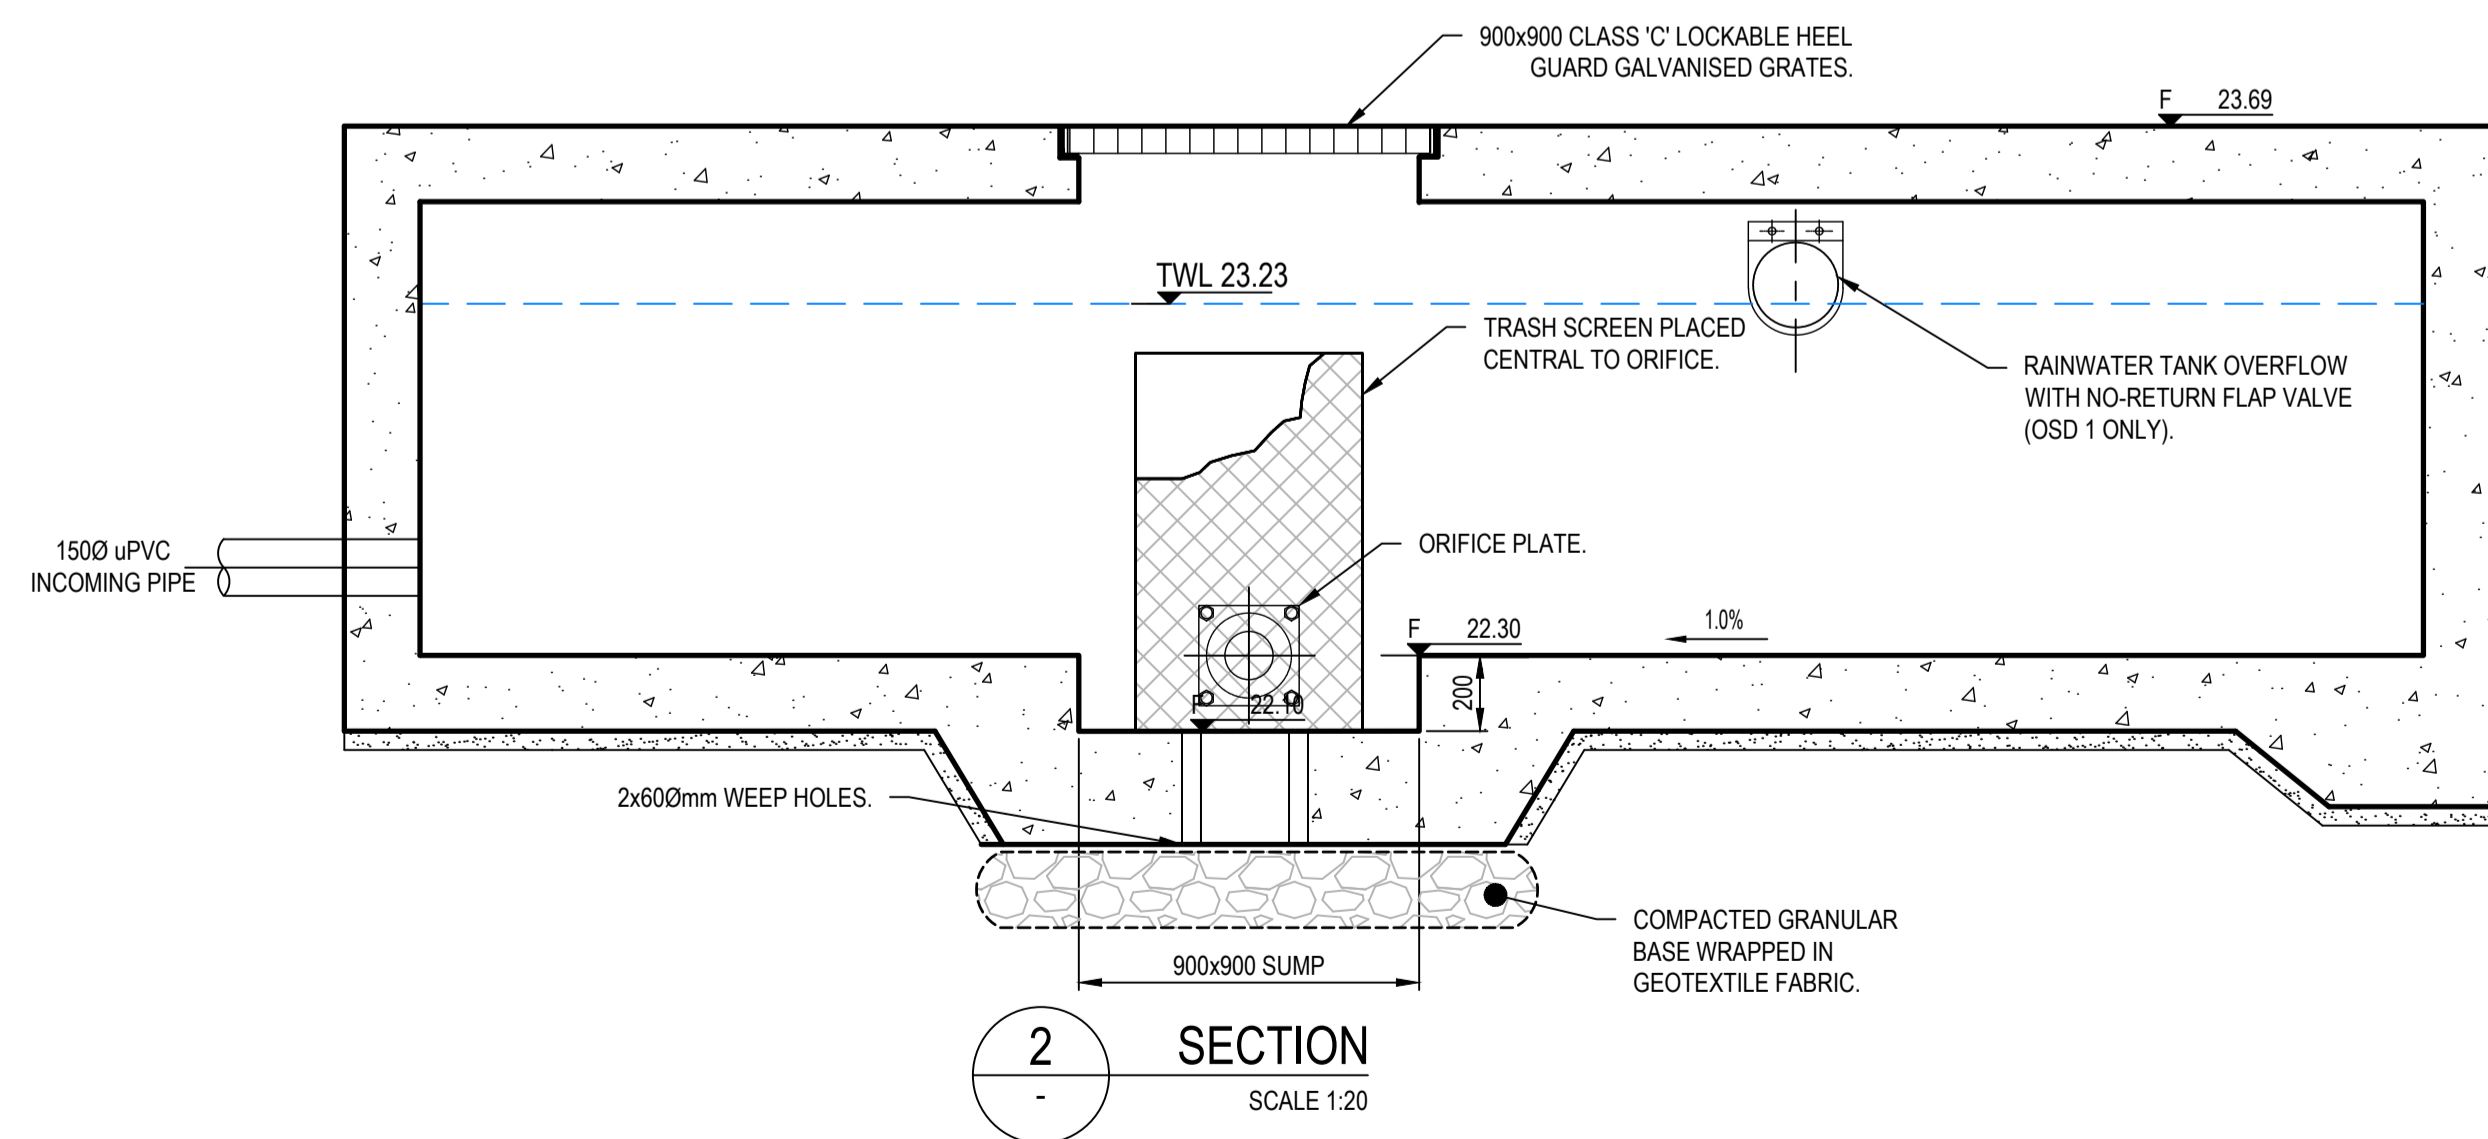 900x900 CLASS 'C' LOCKABLE HEEL
GUARD GALVANISED GRATES.
F 23.69
TWL 23.23
TRASH SCREEN PLACED
CENTRAL TO ORIFICE.
RAINWATER TANK OVERFLOW
WITH NO-RETURN FLAP VALVE
(OSD 1 ONLY).
150Ø uPVC
INCOMING PIPE
ORIFICE PLATE.
F 22.30
1.0%
200
F 22.10
2x60Ømm WEEP HOLES.
COMPACTED GRANULAR
BASE WRAPPED IN
GEOTEXTILE FABRIC.
900x900 SUMP
2
-
SECTION
SCALE 1:20